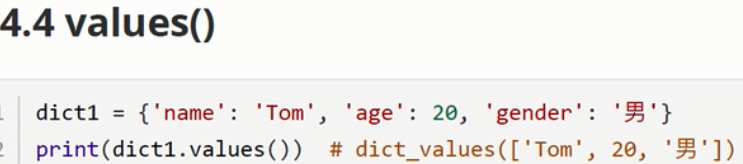 4.4 values()
1 dict1 = {'name': 'Tom', 'age': 20, 'gender': '男'}
2 print(dict1.values())  # dict_values(['Tom', 20, '男'])